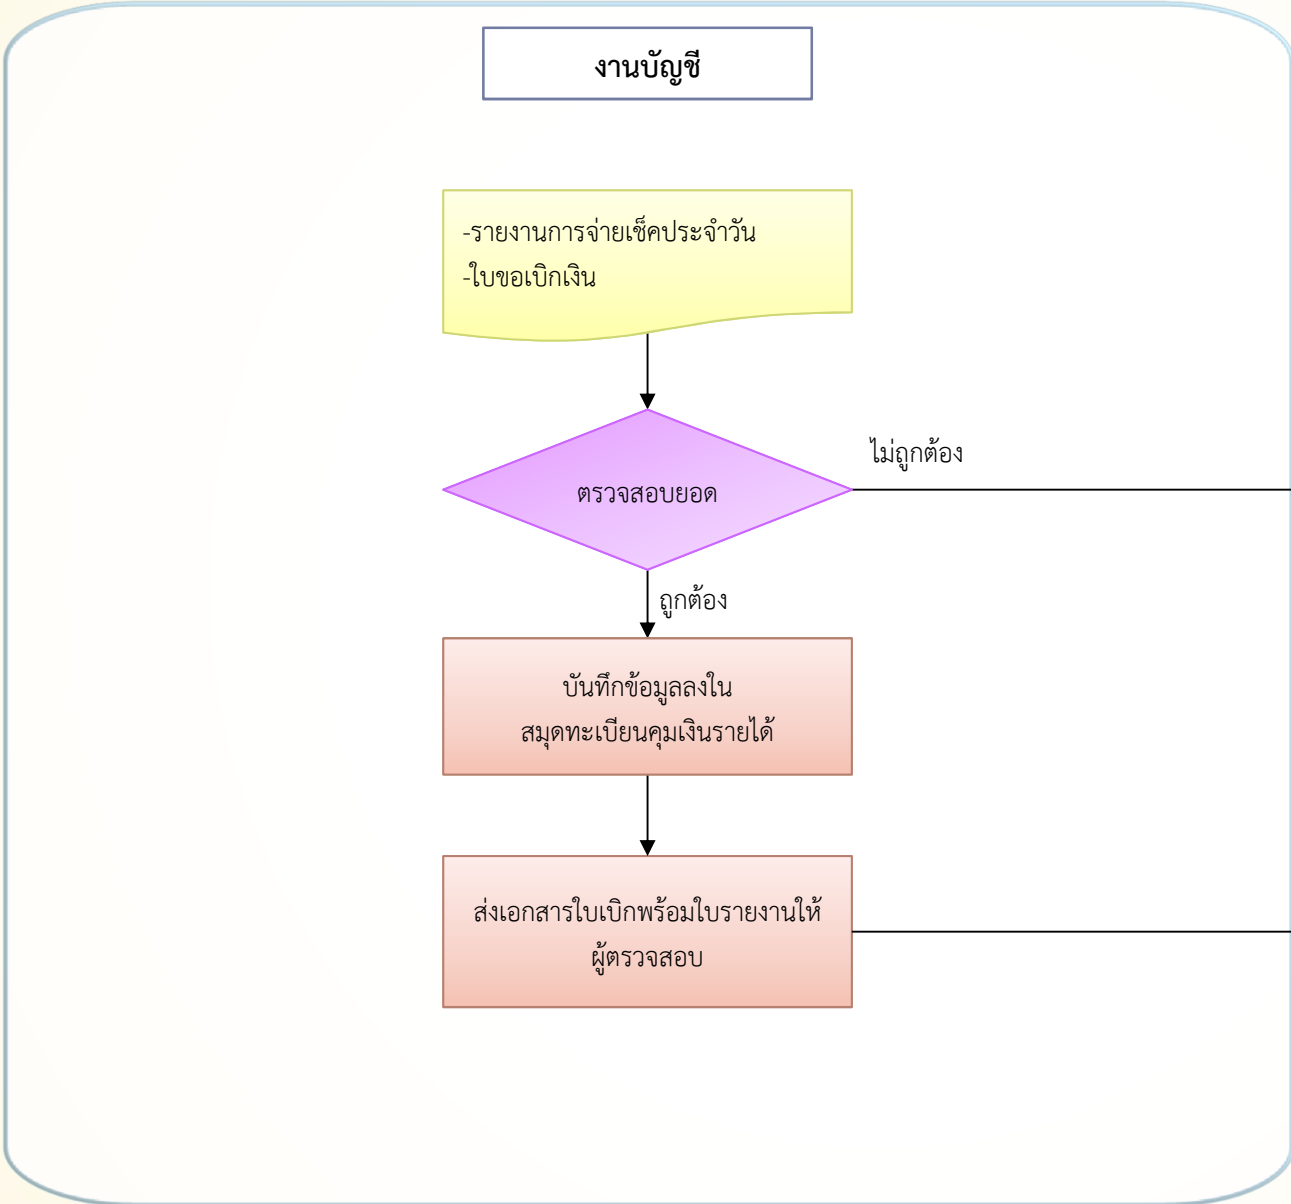 งานบัญชี
-รายงานการจ่ายเช็คประจำวัน
-ใบขอเบิกเงิน
ไม่ถูกต้อง
ตรวจสอบยอด
ถูกต้อง
บันทึกข้อมูลลงใน
สมุดทะเบียนคุมเงินรายได้
ส่งเอกสารใบเบิกพร้อมใบรายงานให้
ผู้ตรวจสอบ